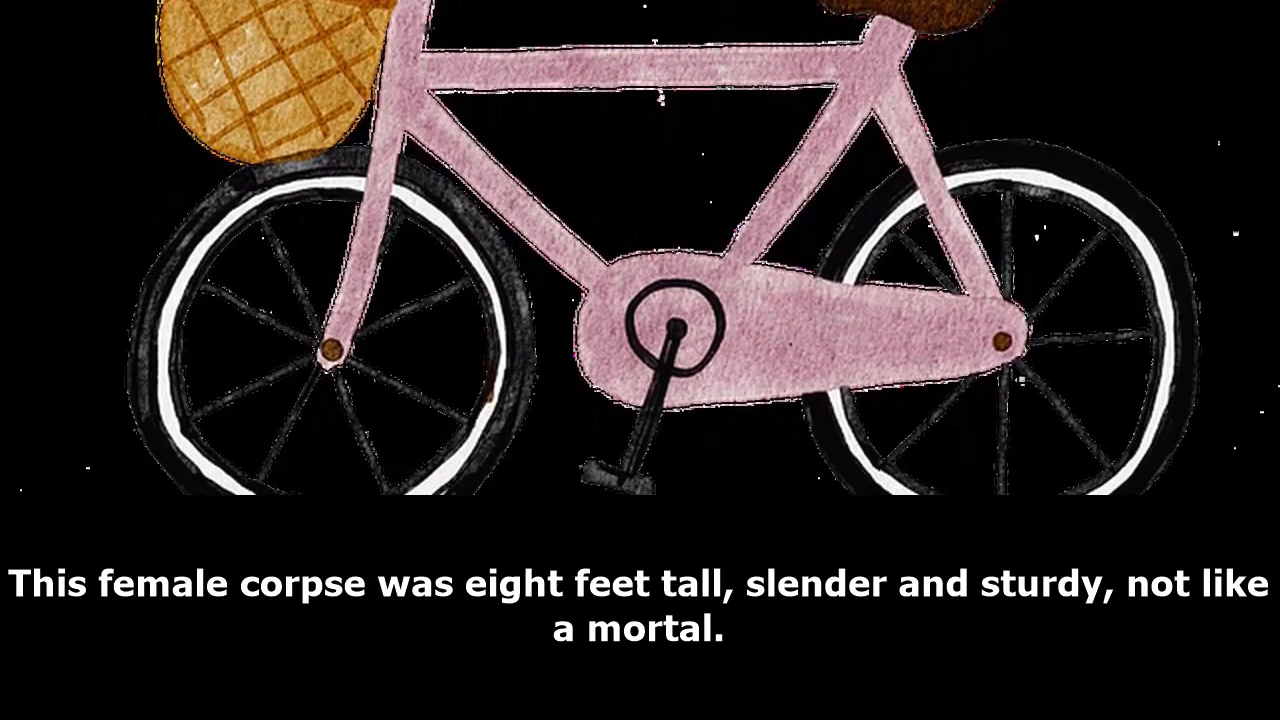 This female corpse was eight feet tall, slender and sturdy, not like
a mortal.